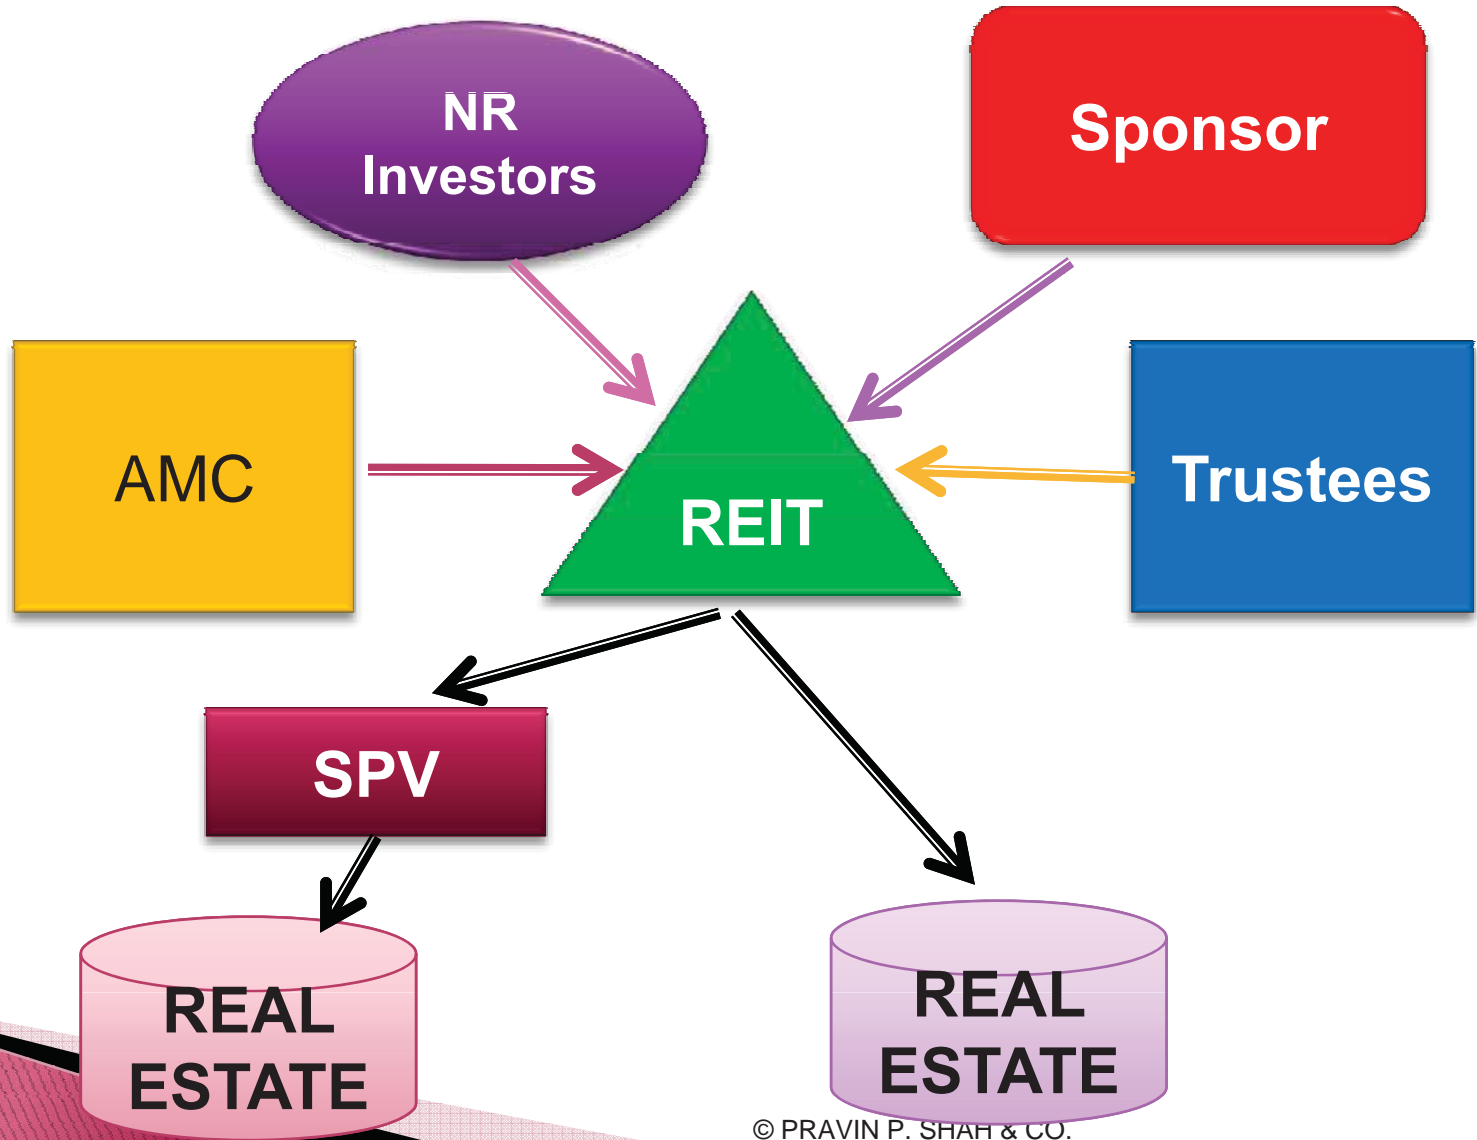 NR
Investors
Sponsor
AMC
REIT
Trustees
SPV
REAL
ESTATE
REAL
ESTATE
© PRAVIN P. SHAH & CO.